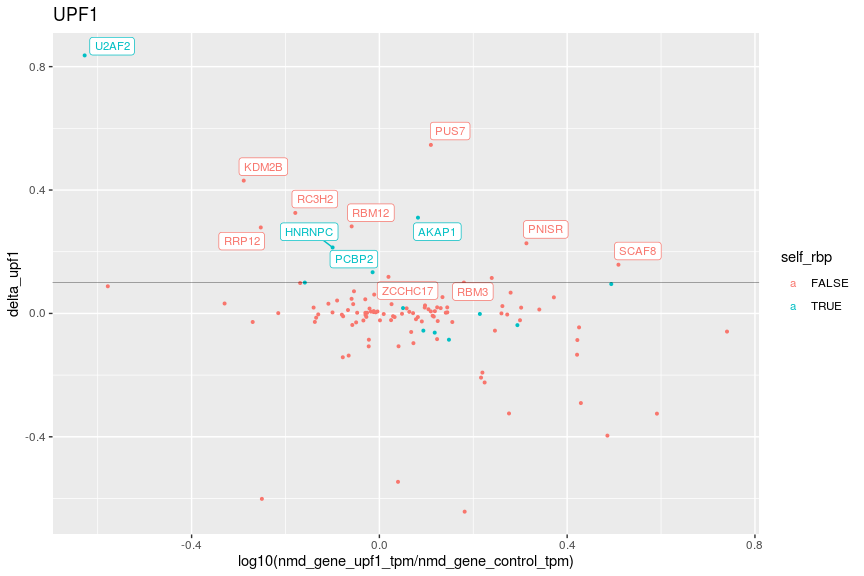 UPF1
U2AF2
0.8
PUS7
KDM2B
0.4
RC3H2
RBM12
RRP12
HNRNPC
AKAP1
PNISR
SCAF8
PCBP2
ZCCHC17
RBM3
0.0
-0.4
delta_upf1
-0.4
0.0
0.4
0.8
log10(nmd_gene_upf1_tpm/nmd_gene_control_tpm)
self_rbp
a FALSE
a TRUE